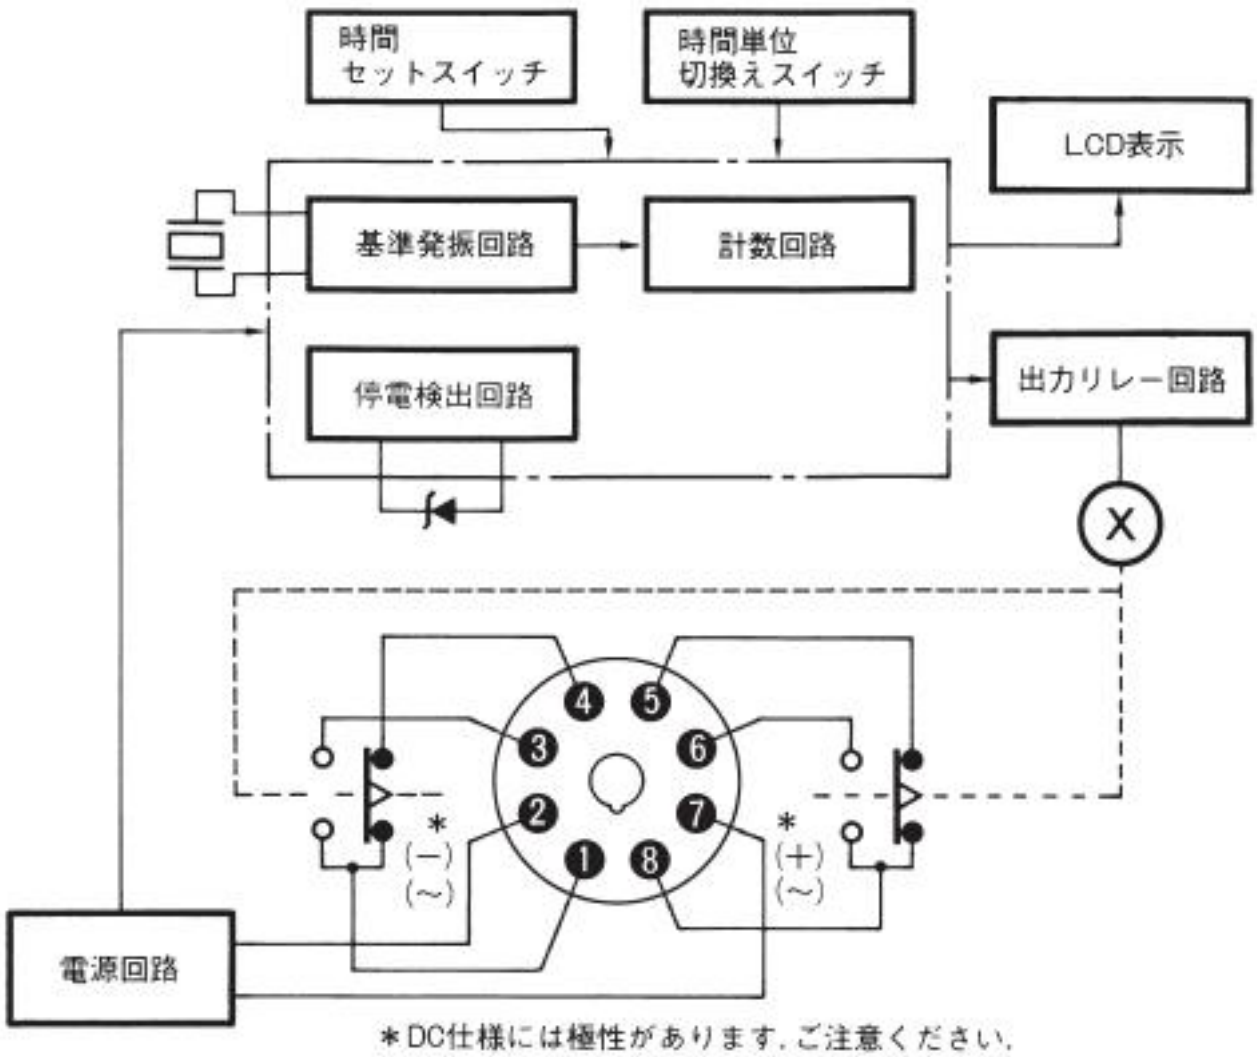 時間
セットスイッチ
時間単位
切換えスイッチ
LCD表示
基準発振回路
計数回路
停電検出回路
出力リレー回路
X
4
5
3
6
2
7
1
8
*
(−)
(～)
*
(+)
(～)
電源回路
*DC仕様には極性があります.ご注意ください.